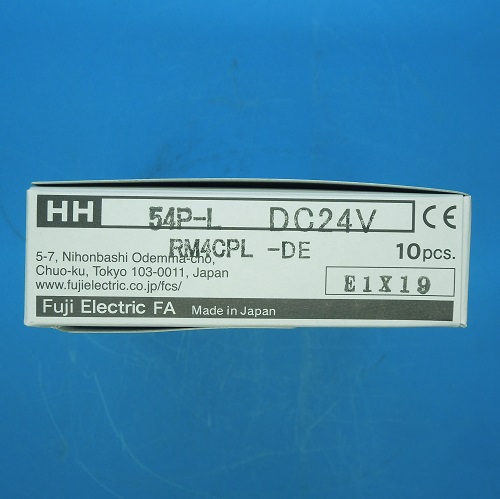 HH 54P-L DC24V CE
RM4CPL -DE 10pcs.
5-7, Nihonbashi Odemma-cho,
Chuo-ku, Tokyo 103-0011, Japan
www.fujielectric.co.jp/fcs/
E1X19
Fuji Electric FA Made in Japan